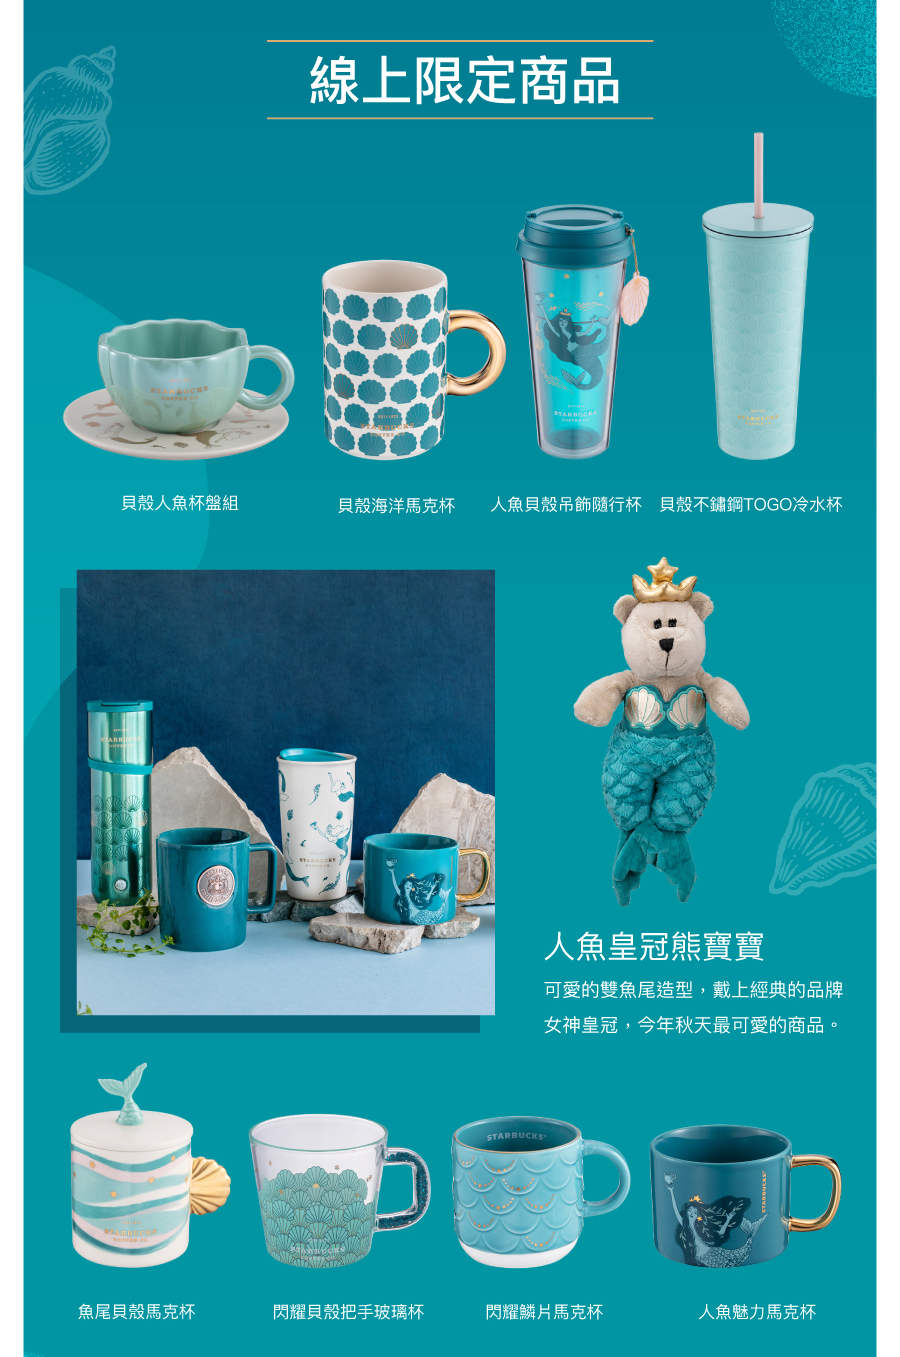 線上限定商品
貝殼人魚杯盤組
貝殼海洋馬克杯
人魚貝殼吊飾隨行杯
貝殼不鏽鋼TOGO冷水杯
STARBUCKS
STARBUCKS
人魚皇冠熊寶寶
可愛的雙魚尾造型，戴上經典的品牌
女神皇冠，今年秋天最可愛的商品。
STARBUCKS
STARBUCKS
STARBUCKS
魚尾貝殼馬克杯
閃耀貝殼把手玻璃杯
閃耀鱗片馬克杯
人魚魅力馬克杯